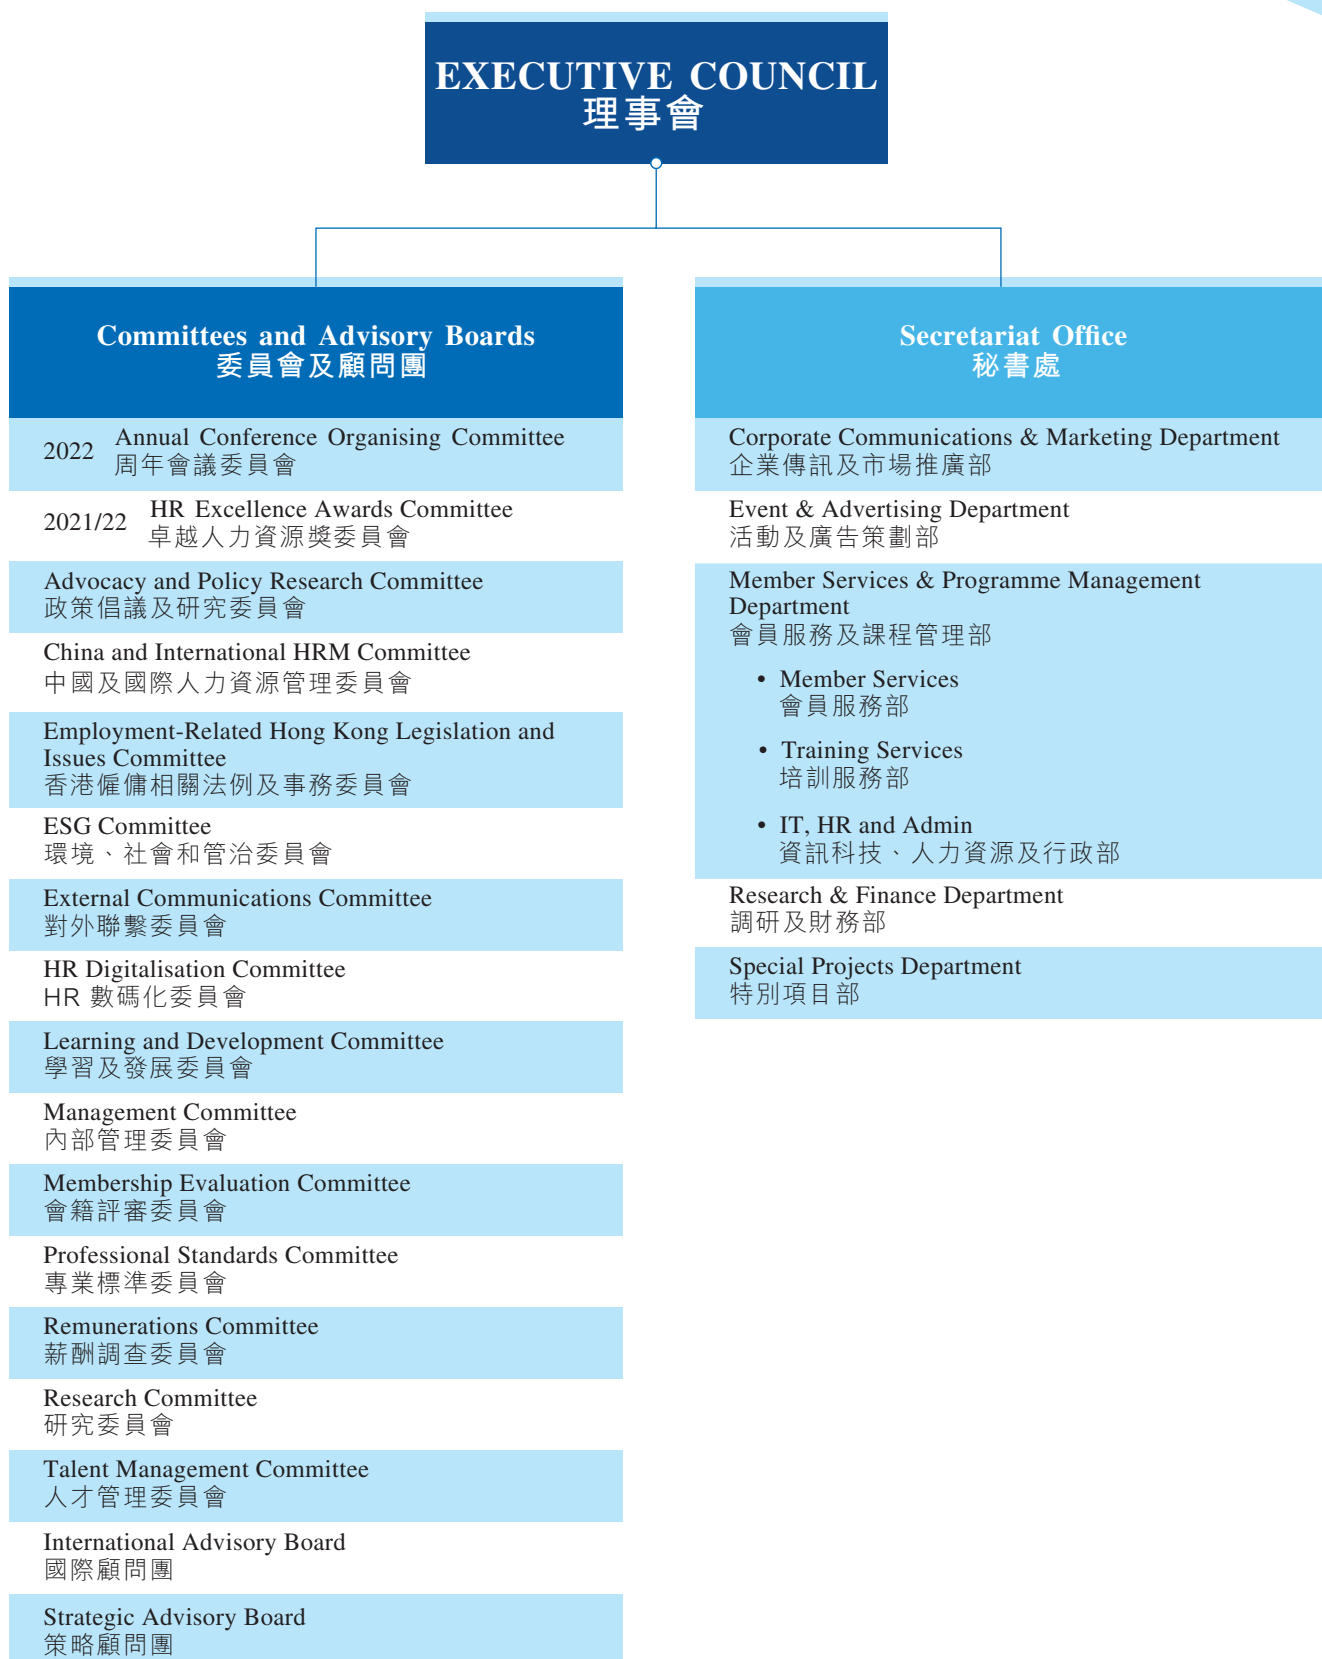 EXECUTIVE COUNCIL
理事會
Committees and Advisory Boards
委員會及顧問團
2022 Annual Conference Organising Committee
周年會議委員會
2021/22 HR Excellence Awards Committee
卓越人力資源獎委員會
Advocacy and Policy Research Committee
政策倡議及研究委員會
China and International HRM Committee
中國及國際人力資源管理委員會
Employment-Related Hong Kong Legislation and
Issues Committee
香港僱傭相關法例及事務委員會
ESG Committee
環境、社會和管治委員會
External Communications Committee
對外聯繫委員會
HR Digitalisation Committee
HR 數碼化委員會
Learning and Development Committee
學習及發展委員會
Management Committee
內部管理委員會
Membership Evaluation Committee
會籍評審委員會
Professional Standards Committee
專業標準委員會
Remunerations Committee
薪酬調查委員會
Research Committee
研究委員會
Talent Management Committee
人才管理委員會
International Advisory Board
國際顧問團
Strategic Advisory Board
策略顧問團
Secretariat Office
秘書處
Corporate Communications & Marketing Department
企業傳訊及市場推廣部
Event & Advertising Department
活動及廣告策劃部
Member Services & Programme Management
Department
會員服務及課程管理部
• Member Services
會員服務部
• Training Services
培訓服務部
• IT, HR and Admin
資訊科技、人力資源及行政部
Research & Finance Department
調研及財務部
Special Projects Department
特別項目部